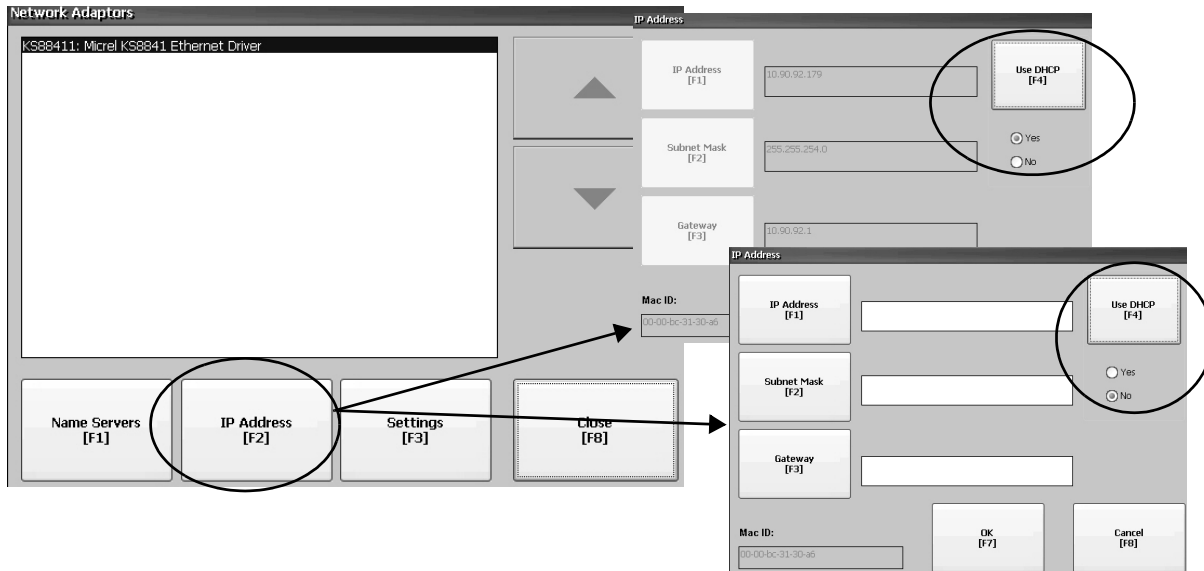 Network Adaptors
KS88411: Micrel KS8841 Ethernet Driver
Name Servers
[F1]
IP Address
[F2]
Settings
[F3]
Close
[F8]
IP Address
IP Address
[F1]
10.90.92.179
Use DHCP
[F4]
Yes
No
Subnet Mask
[F2]
255.255.254.0
Gateway
[F3]
10.90.92.1
Mac ID:
00-00-bc-31-30-a6
IP Address
IP Address
[F1]
Use DHCP
[F4]
Yes
No
Subnet Mask
[F2]
Gateway
[F3]
Mac ID:
00-00-bc-31-30-a6
OK
[F7]
Cancel
[F8]